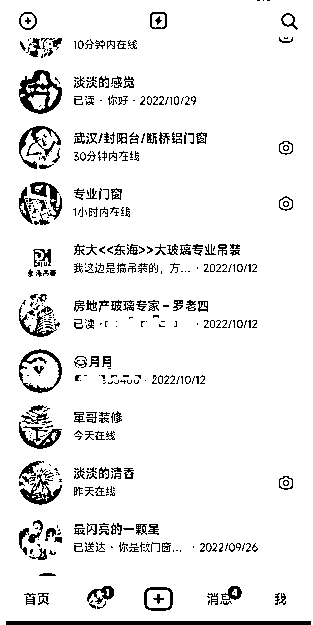 10分钟内在线
淡淡的感觉
已读 · 你好 · 2022/10/29
武汉/封阳台/断桥铝门窗
30分钟内在线
专业门窗
1小时内在线
东大<<东海>>大玻璃专业吊装
我这边是搞吊装的，方... · 2022/10/12
房地产玻璃专家-罗老四
已读 · · 2022/10/12
月月
· 2022/10/12
军哥装修
今天在线
淡淡的清香
昨天在线
最闪亮的一颗星
已送达 · 你是做门窗... · 2022/09/26
首页 1 消息 4 我